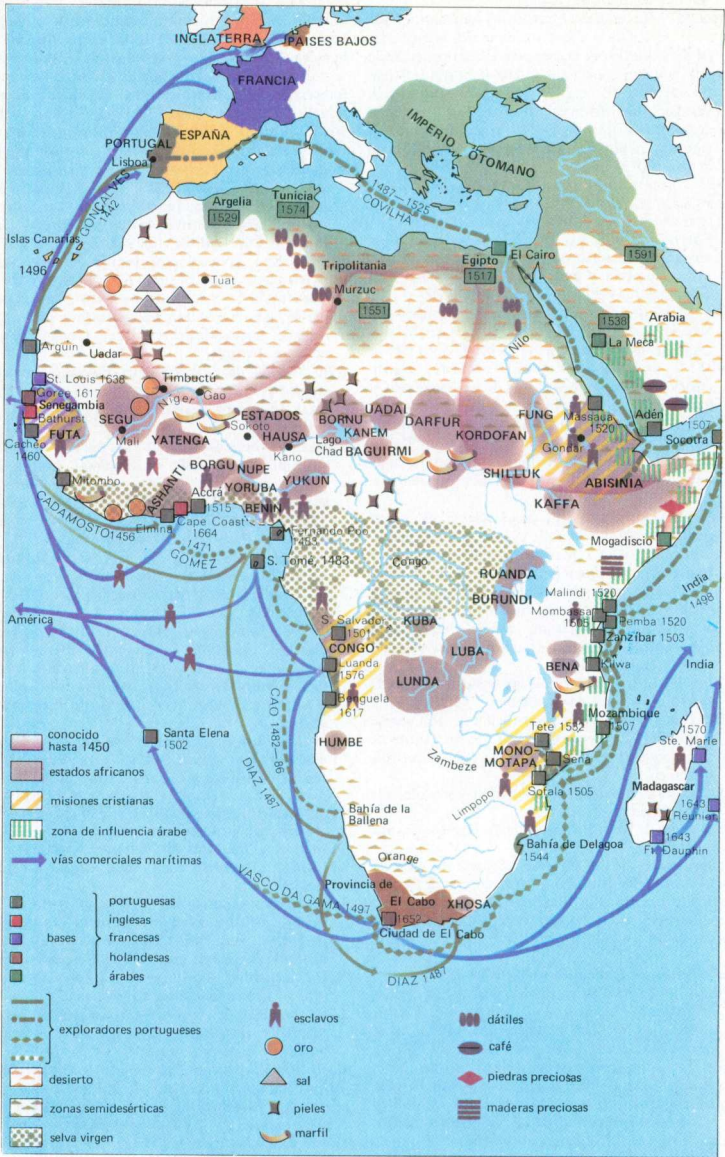 INGLATERRA
PAISES BAJOS
FRANCIA
PORTUGAL
ESPAÑA
Lisboa
IMPERIO OTOMANO
GONÇALVES
1442
1487-1525
COVILHA
Argelia
1529
Tunicia
1574
Islas Canarias
1496
Tuat
Tripolitania
Murzuc
1551
Egipto
1517
El Cairo
1591
Arabia
1538
La Meca
Nilo
Arguin
Uadar
St. Louis 1638
Goree 1617
Senegambia
Bathurst
FUTA
Cacheo
1460
Timbuctú
Niger
Gao
SEGU
Mali
YATENGA
Sokoto
ESTADOS
HAUSA
Kano
BORNU
KANEM
UADAI
Lago
Chad
BAGUIRMI
DARFUR
KORDOFAN
FUNG
Massaua
1520
Gondar
Adén
1507
Socotra
ABISINIA
SHILLUK
KAFFA
Mitombo
BORGU
NUPE
YORUBA
YUKUN
BENIN
ASHANTI
Accrá
1515
Elmina
Cape Coast
1664
CADAMOSTO 1456
1471
GOMEZ
Fernando Poo
S. Tomé, 1483
Congo
Mogadiscio
RUANDA
BURUNDI
Malindi 1520
Mombassa
1505
Pemba 1520
Zanzíbar 1503
India
1498
América
S. Salvador
1501
CONGO
KUBA
LUBA
LUNDA
Luanda
1576
Benguela
1617
BENA
Kilwa
India
CAO 1482-86
Santa Elena
1502
DIAZ 1487
HUMBE
Tete 1532
Mozambique
1507
MONO-
MOTAPA
Sena
Zambeze
Sofala 1505
1570
Ste. Marie
Madagascar
1643
Réunion
1643
Ft. Dauphin
Limpopo
Bahía de la
Ballena
Bahía de Delagoa
1544
Orange
Provincia de
El Cabo
XHOSA
VASCO DA GAMA 1497
1652
Ciudad de El Cabo
DIAZ 1487
conocido
hasta 1450
estados africanos
misiones cristianas
zona de influencia árabe
vías comerciales marítimas
bases
portuguesas
inglesas
francesas
holandesas
árabes
exploradores portugueses
desierto
zonas semidesérticas
selva virgen
esclavos
oro
sal
pieles
marfil
dátiles
café
piedras preciosas
maderas preciosas